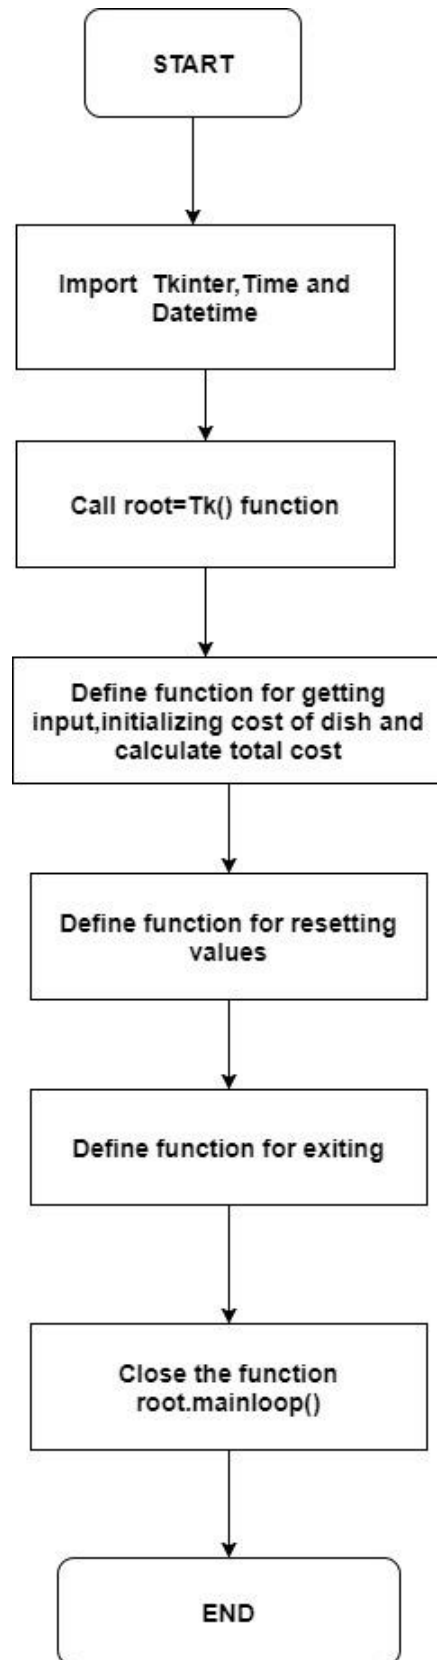 START
Import  Tkinter,Time and
Datetime
Call root=Tk() function
Define function for getting
input,initializing cost of dish and
calculate total cost
Define function for resetting
values
Define function for exiting
Close the function
root.mainloop()
END